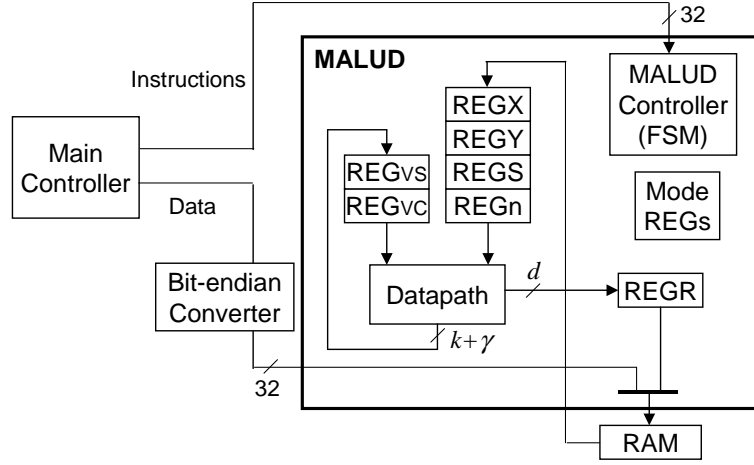 32
MALUD
Instructions
MALUD
Controller
(FSM)
REGX
REGY
REGS
REGn
Main
Controller
REGVS
REGVC
Mode
REGs
Data
Bit-endian
Converter
Datapath
d
REGR
k+γ
32
RAM